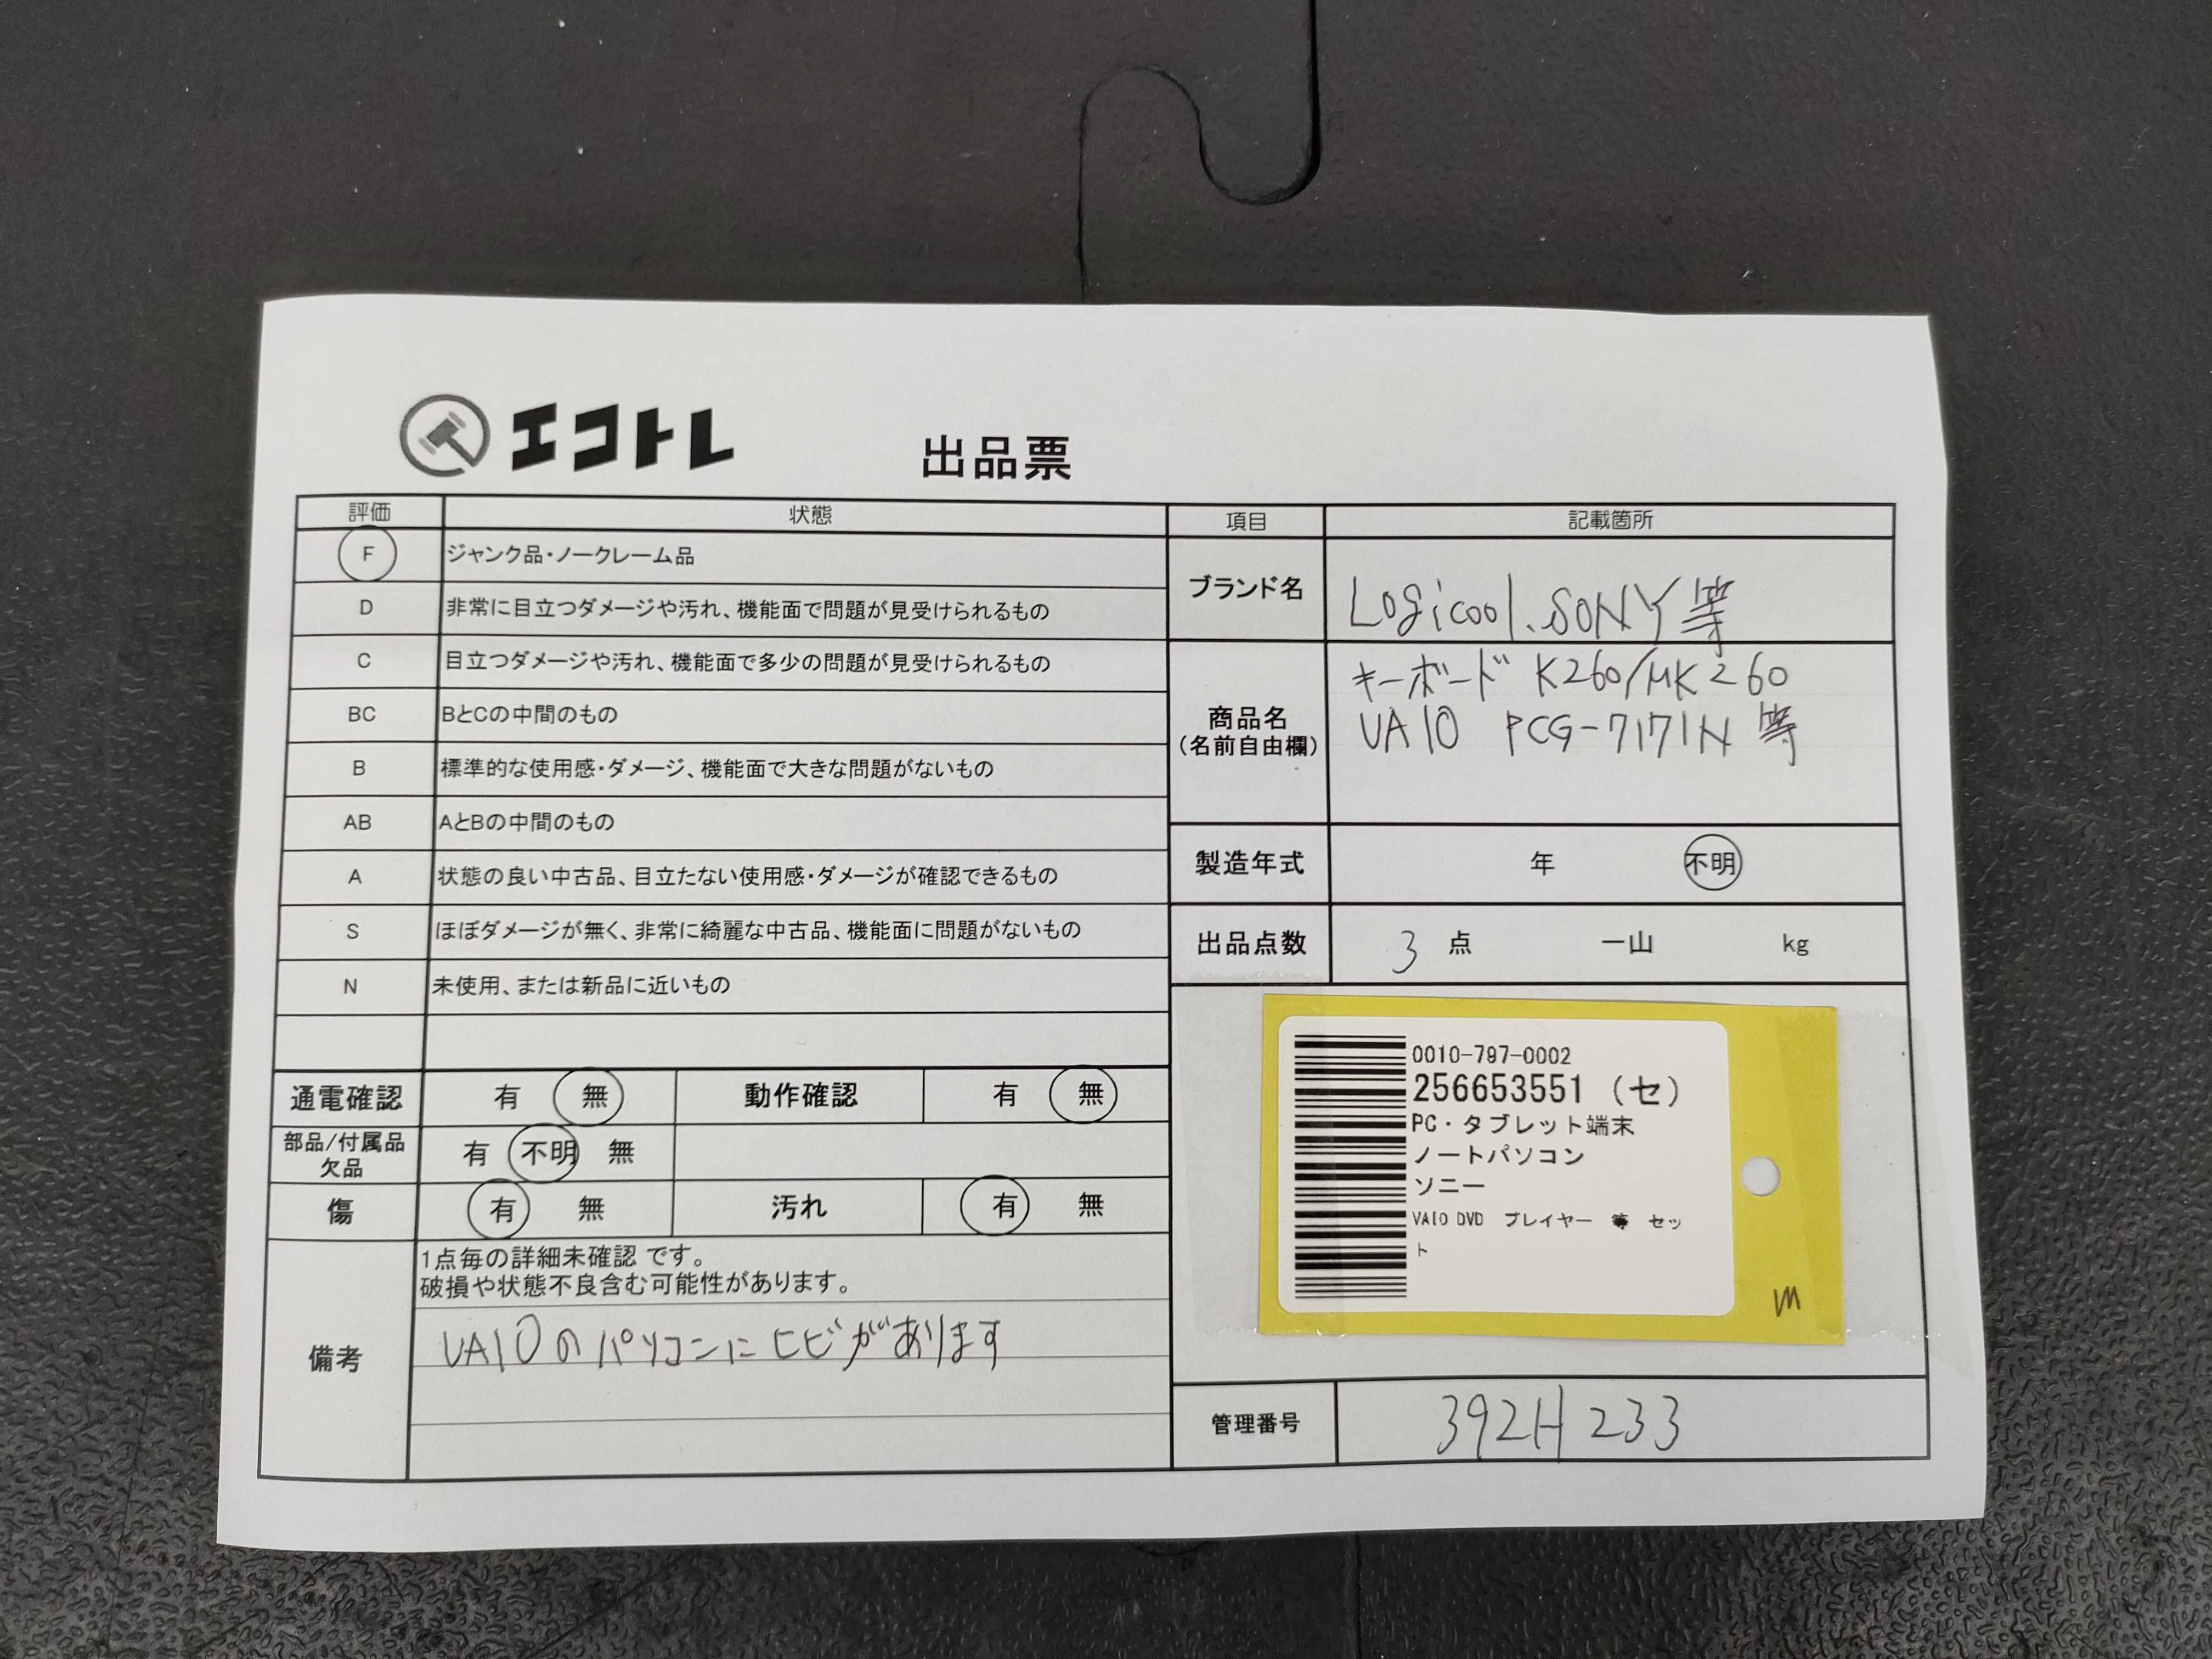 エコトレ
出品票
評価 状態
F ジャンク品・ノークレーム品
D 非常に目立つダメージや汚れ、機能面で問題が見受けられるもの
C 目立つダメージや汚れ、機能面で多少の問題が見受けられるもの
BC BとCの中間のもの
B 標準的な使用感・ダメージ、機能面で大きな問題がないもの
AB AとBの中間のもの
A 状態の良い中古品、目立たない使用感・ダメージが確認できるもの
S ほぼダメージが無く、非常に綺麗な中古品、機能面に問題がないもの
N 未使用、または新品に近いもの
通電確認 有 無 動作確認 有 無
部品/付属品
欠品 有 不明 無
傷 有 無 汚れ 有 無
備考
1点毎の詳細未確認 です。
破損や状態不良含む可能性があります。
VAIOのパソコンにヒビがあります
項目 記載箇所
ブランド名 Logicool.SONY等
商品名
(名前自由欄)
キーボード K260/MK260
VAIO PCG-7171N 等
製造年式 年 不明
出品点数 3 点 一山 kg
0010-797-0002
256653551 (セ)
PC・タブレット端末
ノートパソコン
ソニー
VAIO DVD プレイヤー 等 セッ
ト
管理番号 392H 233